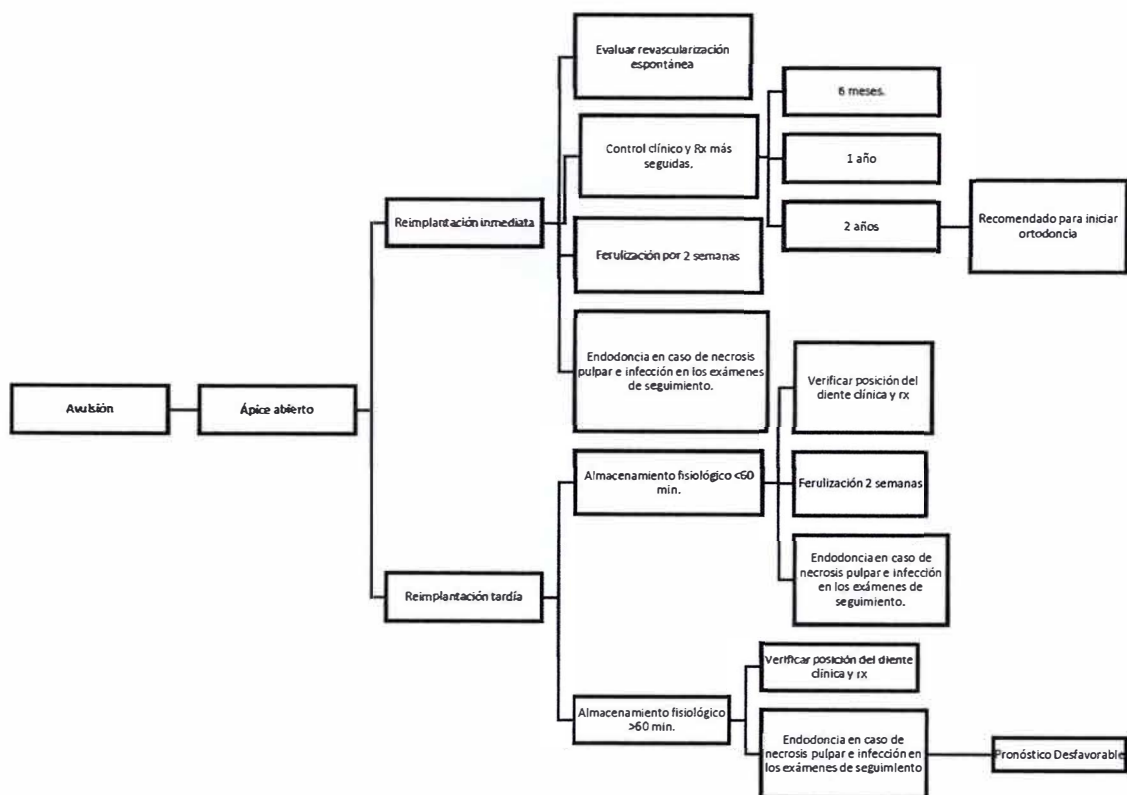 Evaluar revascularización
espontánea
6 meses.
Control clínico y Rx más
seguidas.
1 año
Reimplantación inmediata
2 años
Recomendado para iniciar
ortodoncia
Ferulización por 2 semanas
Endodoncia en caso de necrosis
pulpar e infección en los exámenes
de seguimiento.
Verificar posición del
diente clínica y rx
Avulsión
Ápice abierto
Almacenamiento fisiológico <60
min.
Ferulización 2 semanas
Endodoncia en caso de
necrosis pulpar e infección
en los exámenes de
seguimiento.
Reimplantación tardía
Verificar posición del diente
clínica y rx
Almacenamiento fisiológico
>60 min.
Endodoncia en caso de
necrosis pulpar e infección en
los exámenes de seguimiento
Pronóstico Desfavorable